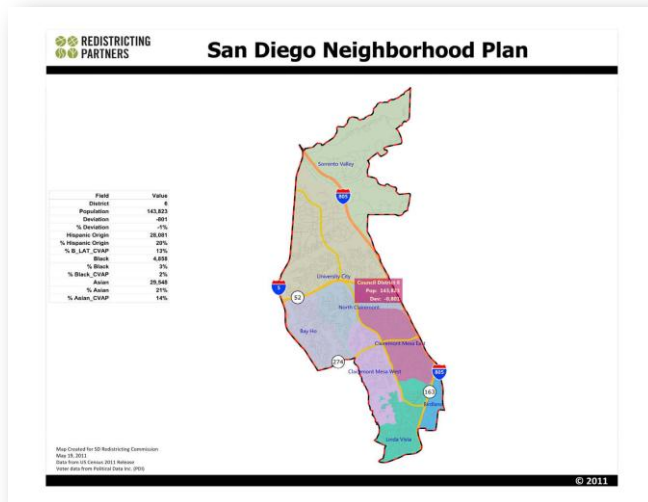 REDISTRICTING
PARTNERS
San Diego Neighborhood Plan
Sorrento Valley
805
Field Value
District 6
Population 143,823
Deviation -801
% Deviation -1%
Hispanic Origin 28,081
% Hispanic Origin 20%
% B_LAT_CVAP 13%
Black 4,858
% Black 3%
% Black_CVAP 2%
Asian 29,540
% Asian 21%
% Asian_CVAP 14%
University City
5
52
Council District 6
Pop: 143,823
Dev: -0,801
North Clairemont
Bay Ho
Clairemont Mesa East
274
Clairemont Mesa West
805
163
Linda Vista
Map Created for SD Redistricting Commission
May 19, 2011
Data from US Census 2011 Release
Voter data from Political Data Inc. (PDI)
© 2011